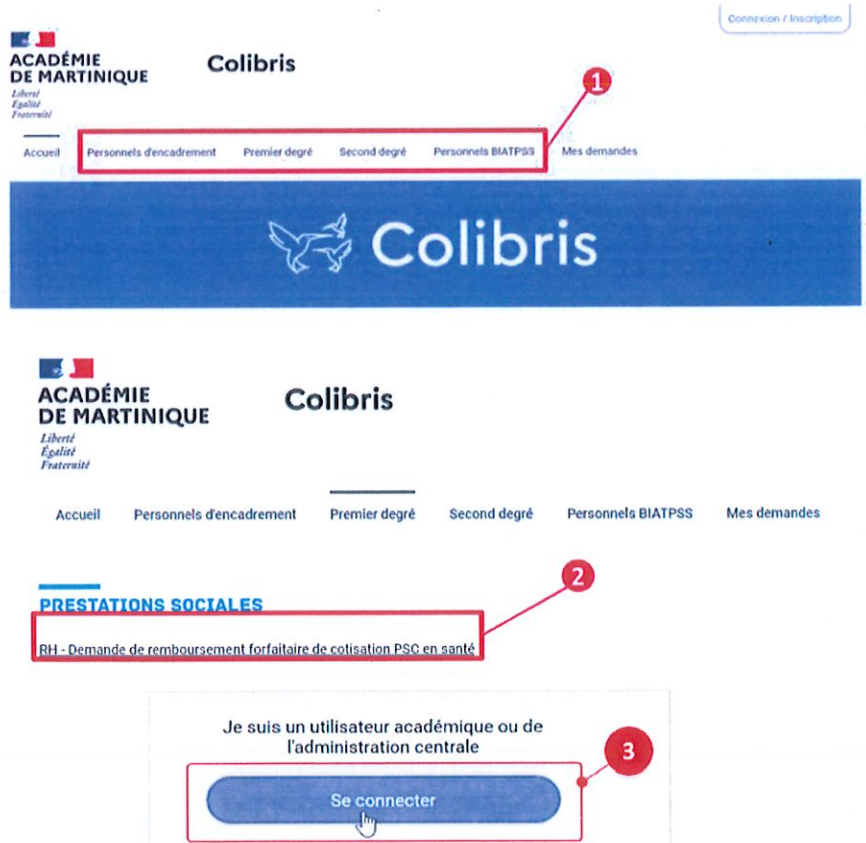 Connexion / Inscription
ACADÉMIE
DE MARTINIQUE
Liberté
Égalité
Fraternité
Colibris
1
Accueil Personnels d'encadrement Premier degré Second degré Personnels BIATPSS Mes demandes
Colibris
ACADÉMIE
DE MARTINIQUE
Liberté
Égalité
Fraternité
Colibris
Accueil Personnels d'encadrement Premier degré Second degré Personnels BIATPSS Mes demandes
2
PRESTATIONS SOCIALES
RH - Demande de remboursement forfaitaire de cotisation PSC en santé
Je suis un utilisateur académique ou de
l'administration centrale
3
Se connecter